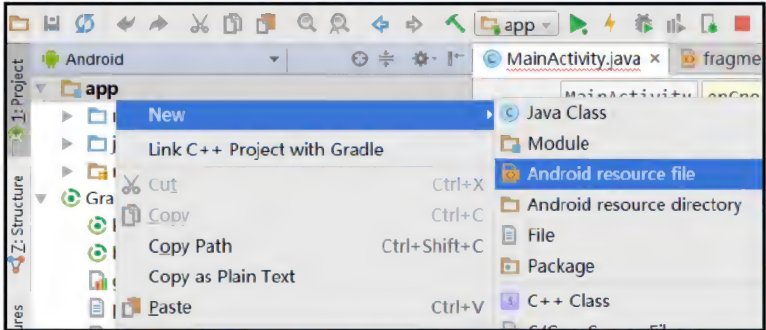 app
Android
MainActivity.java ×
fragme
1: Project
app
MainActivity
New
Java Class
Link C++ Project with Gradle
Module
Cut Ctrl+X
Android resource file
Copy Ctrl+C
Android resource directory
Copy Path Ctrl+Shift+C
File
Copy as Plain Text
Package
Paste Ctrl+V
C++ Class
Gra
Z: Structure
ures